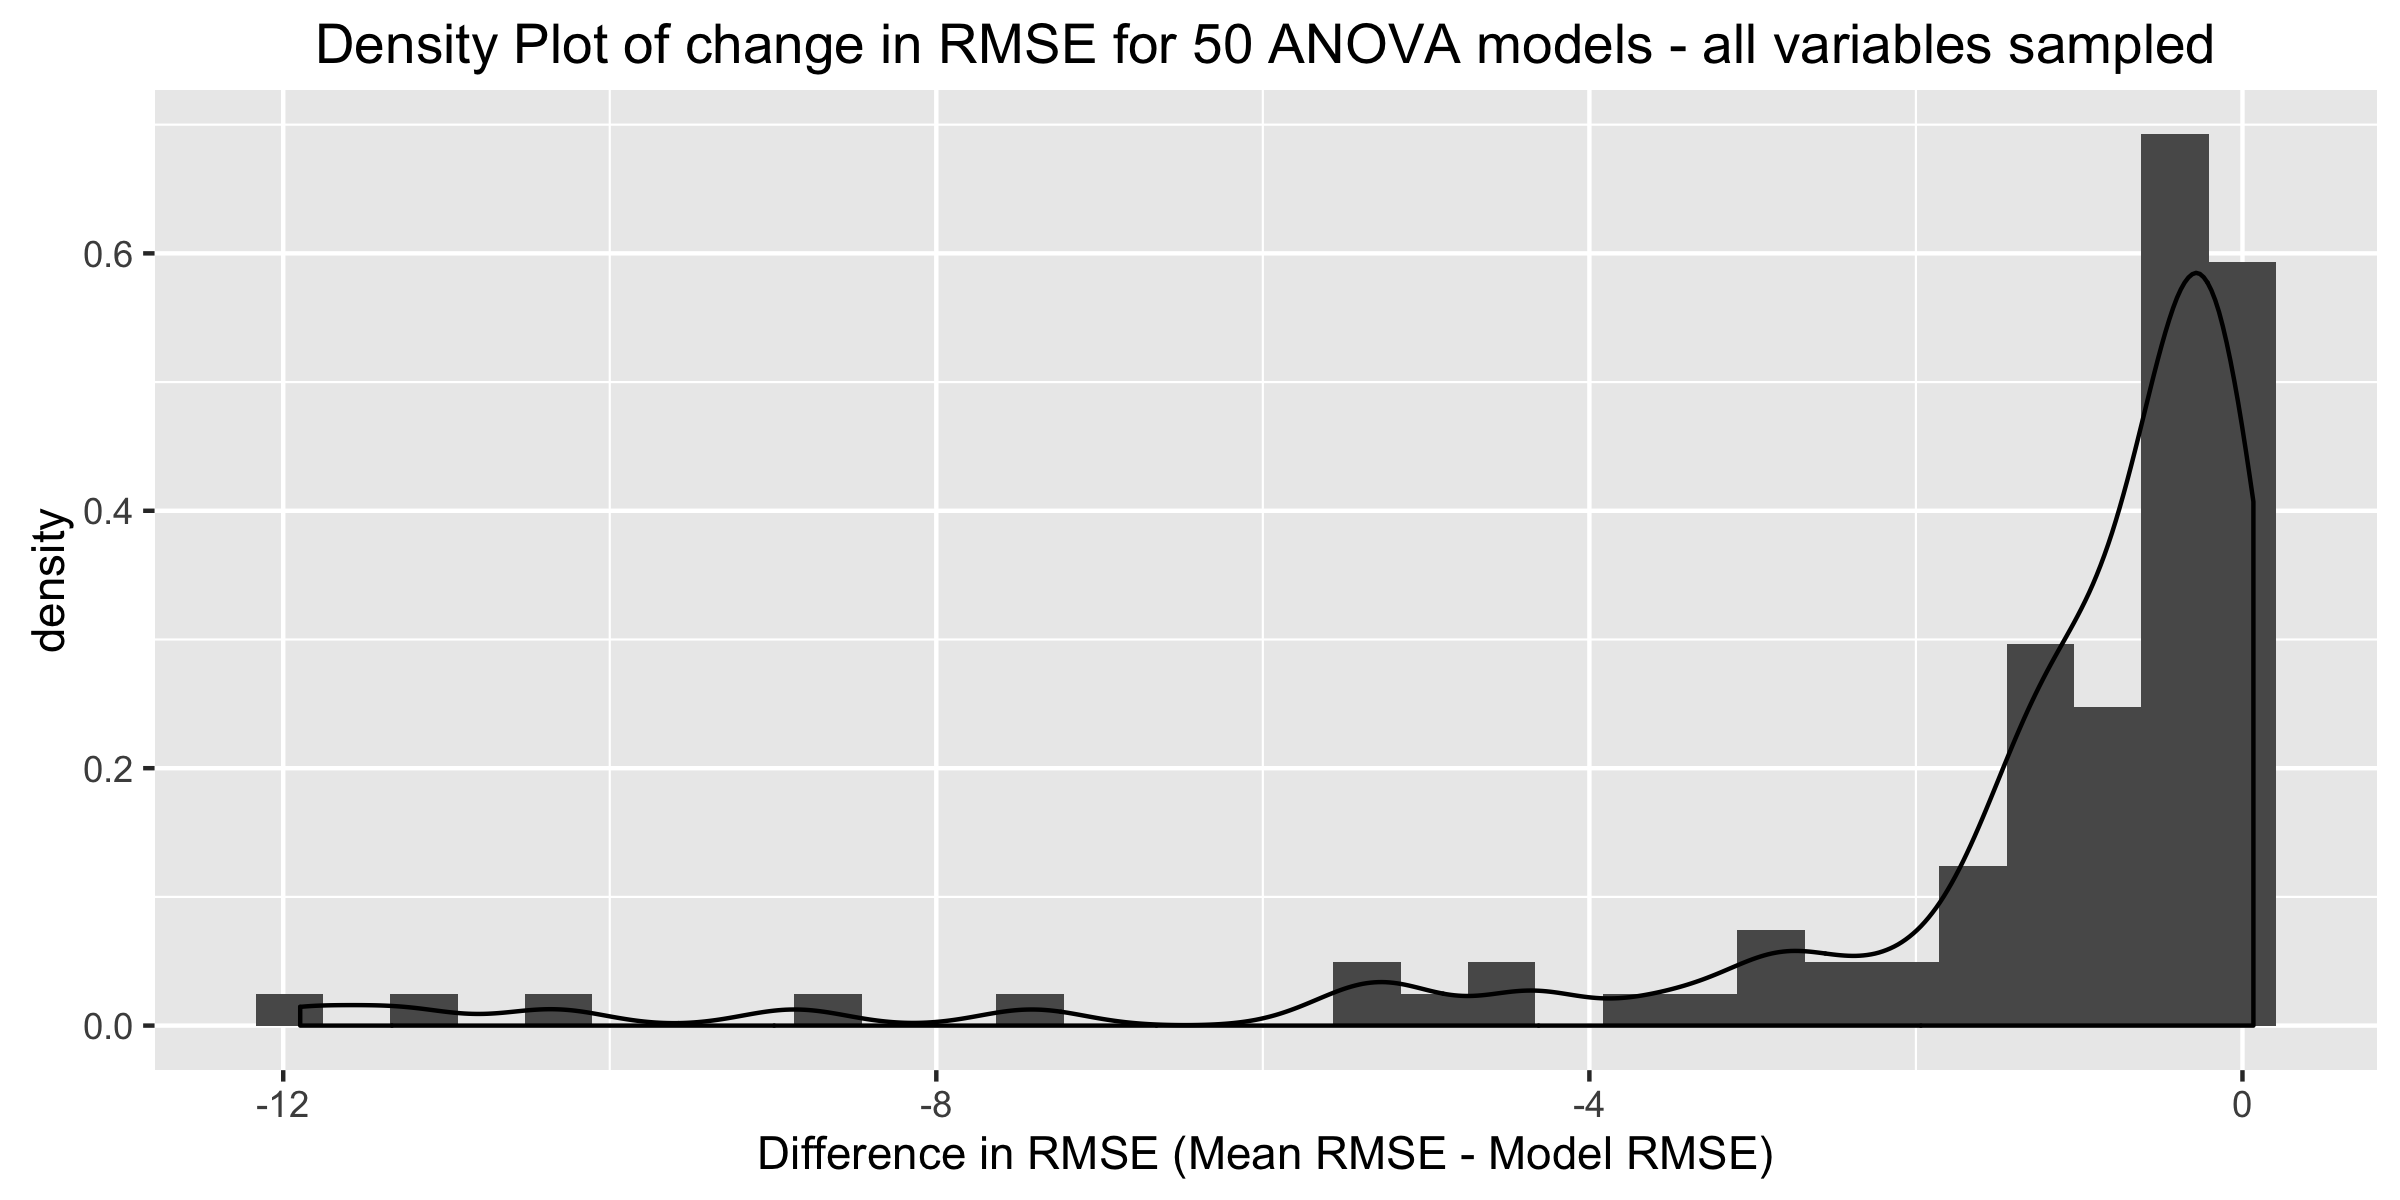 Density Plot of change in RMSE for 50 ANOVA models - all variables sampled
density
0.6
0.4
0.2
0.0
-12 -8 -4 0
Difference in RMSE (Mean RMSE - Model RMSE)